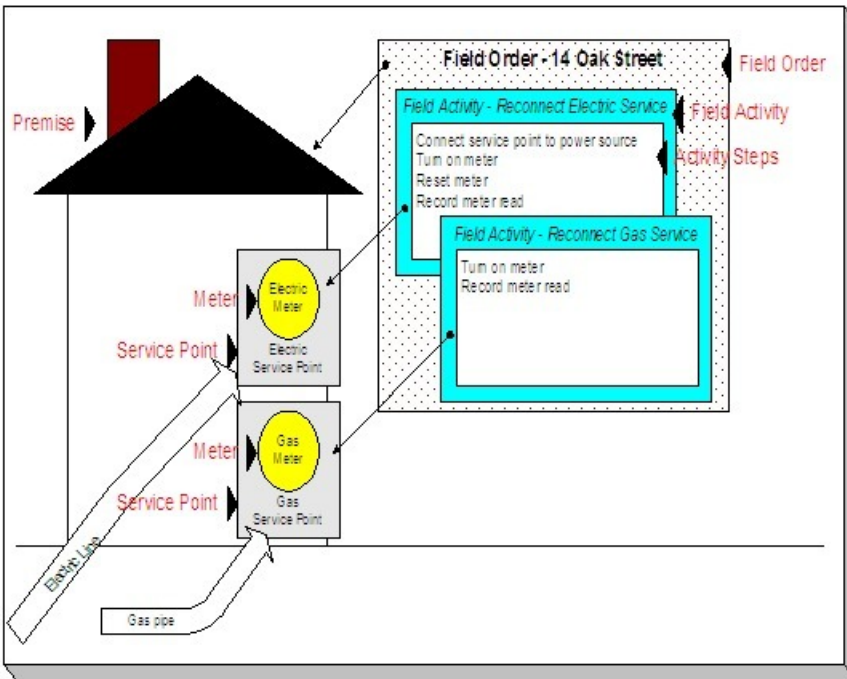 Field Order - 14 Oak Street
Field Order
Field Activity - Reconnect Electric Service
Field Activity
Premise
Connect service point to power source
Activity Steps
Turn on meter
Reset meter
Record meter read
Field Activity - Reconnect Gas Service
Turn on meter
Record meter read
Meter
Electric
Meter
Service Point
Electric
Service Point
Meter
Gas
Meter
Service Point
Gas
Service Point
Electric Line
Gas pipe